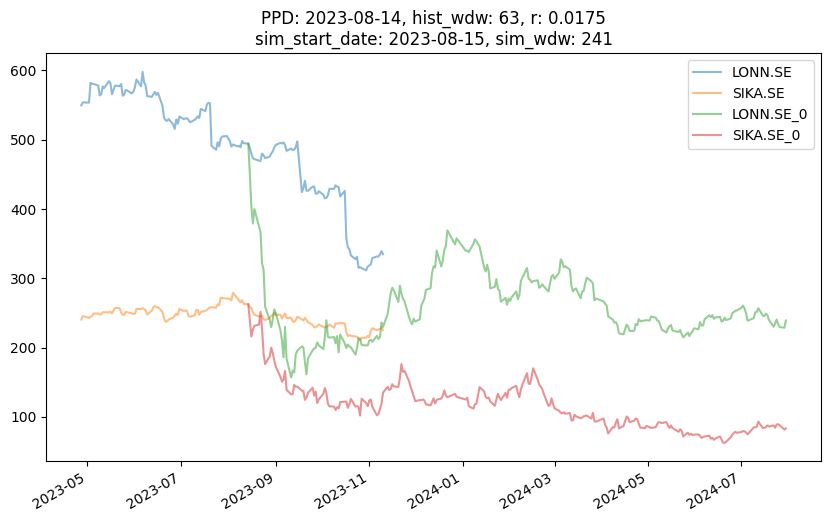 PPD: 2023-08-14, hist_wdw: 63, r: 0.0175
sim_start_date: 2023-08-15, sim_wdw: 241
600
500
400
300
200
100
LONN.SE
SIKA.SE
LONN.SE_0
SIKA.SE_0
2023-05
2023-07
2023-09
2023-11
2024-01
2024-03
2024-05
2024-07